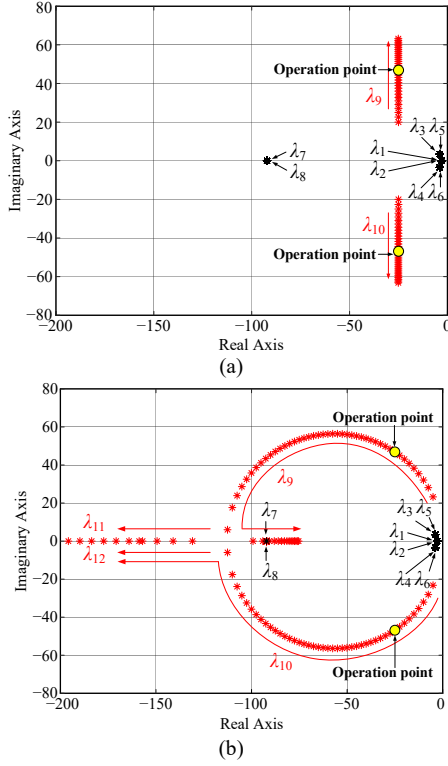 80
60
40
20
0
−20
−40
−60
80
Imaginary Axis
Operation point
λ9
λ3 λ5
λ1
λ2
λ7
λ8
λ4 λ6
λ10
Operation point
−200
−150
−100
−50
0
Real Axis
(a)
80
60
40
20
0
−20
−40
−60
−80
Imaginary Axis
Operation point
λ9
λ7
λ3 λ5
λ11
λ1
λ12
λ2
λ8
λ4 λ6
λ10
Operation point
−200
−150
−100
−50
0
Real Axis
(b)